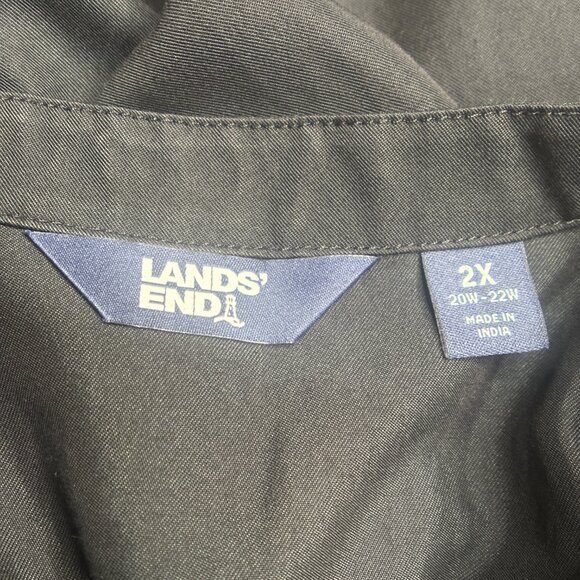 LANDS'
END
2X
20W-22W
MADE IN
INDIA